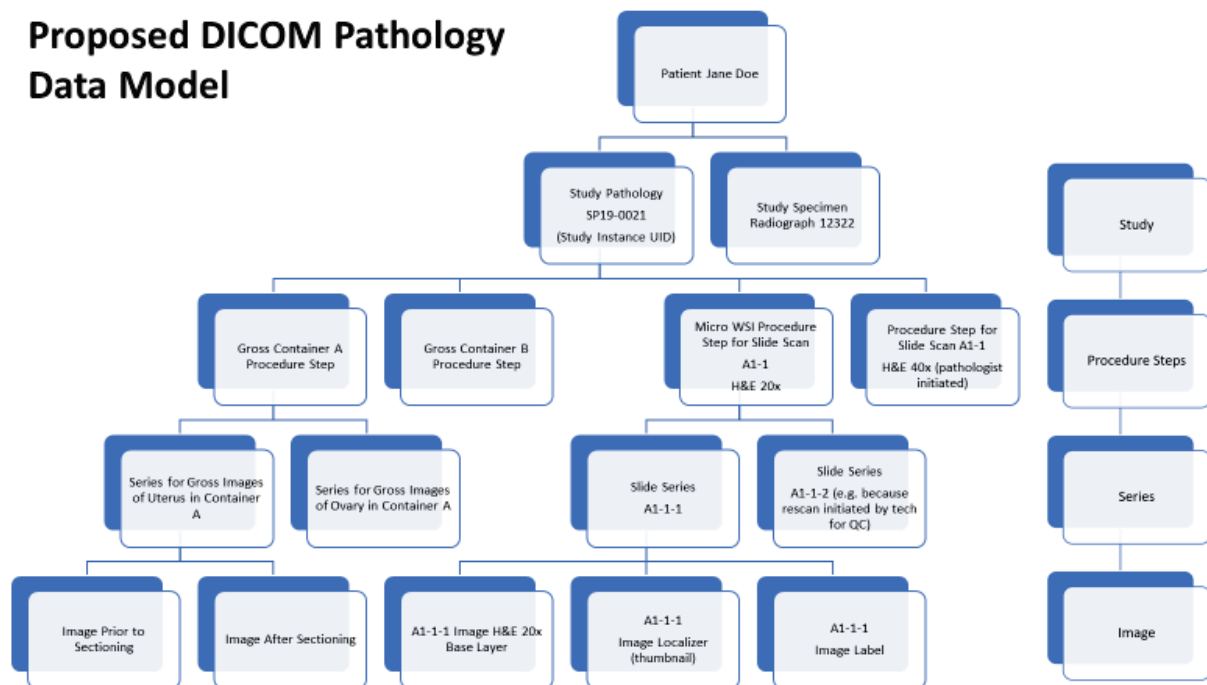 Proposed DICOM Pathology
Data Model
Patient Jane Doe
Study Pathology
SP19-0021
(Study Instance UID)
Study Specimen
Radiograph 12322
Study
Gross Container A
Procedure Step
Gross Container B
Procedure Step
Micro WSI Procedure
Step for Slide Scan
A1-1
H&E 20x
Procedure Step for
Slide Scan A1-1
H&E 40x (pathologist
initiated)
Procedure Steps
Series for Gross Images
of Uterus in Container
A
Series for Gross Images
of Ovary in Container A
Slide Series
A1-1-1
Slide Series
A1-1-2 (e.g. because
rescan initiated by tech
for QC)
Series
Image Prior to
Sectioning
Image After Sectioning
A1-1-1 Image H&E 20x
Base Layer
A1-1-1
Image Localizer
(thumbnail)
A1-1-1
Image Label
Image